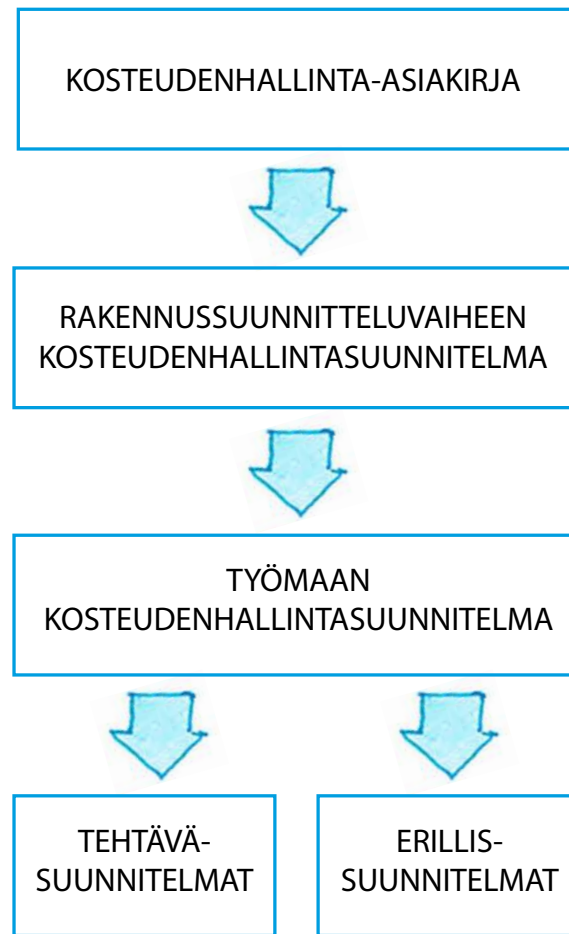 KOSTEUDENHALLINTA-ASIAKIRJA
RAKENNUSSUUNNITTELUVAIHEEN
KOSTEUDENHALLINTASUUNNITELMA
TYÖMAAN
KOSTEUDENHALLINTASUUNNITELMA
TEHTÄVÄ-
SUUNNITELMAT
ERILLIS-
SUUNNITELMAT